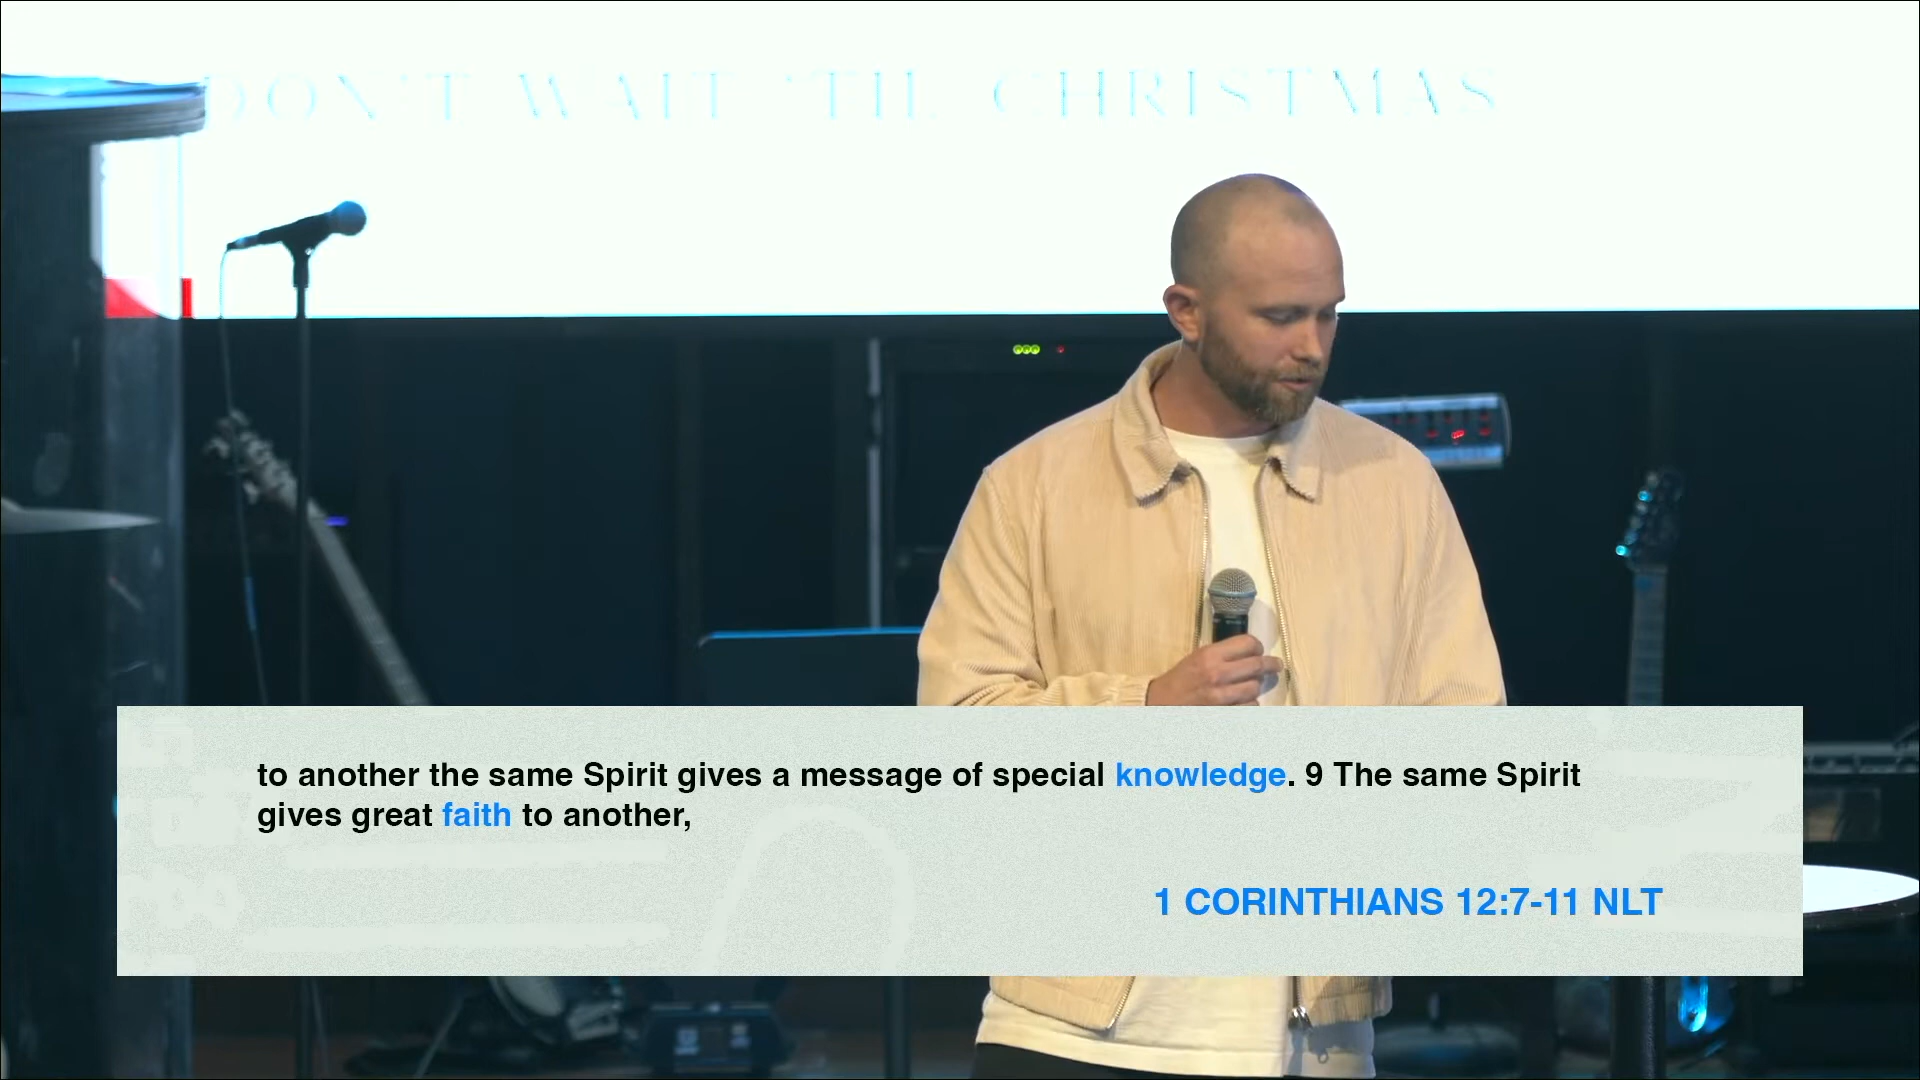 DON'T WAIT 'TIL CHRISTMAS
to another the same Spirit gives a message of special knowledge. 9 The same Spirit
gives great faith to another,
1 CORINTHIANS 12:7-11 NLT